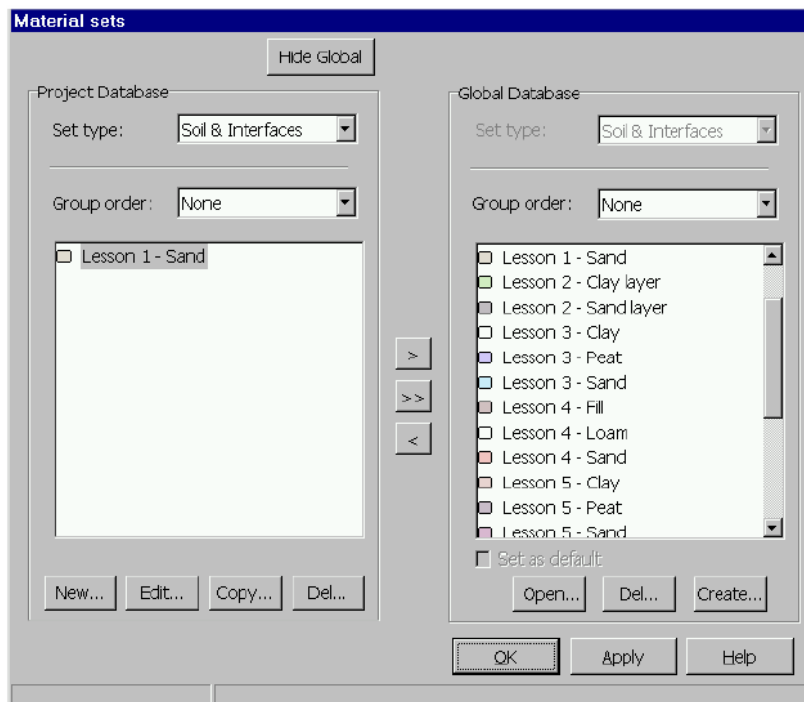 Material sets
Hide Global
Project Database
Set type: Soil & Interfaces
Group order: None
Lesson 1 - Sand
New... Edit... Copy... Del...
>
>>
<
Global Database
Set type: Soil & Interfaces
Group order: None
Lesson 1 - Sand
Lesson 2 - Clay layer
Lesson 2 - Sand layer
Lesson 3 - Clay
Lesson 3 - Peat
Lesson 3 - Sand
Lesson 4 - Fill
Lesson 4 - Loam
Lesson 4 - Sand
Lesson 5 - Clay
Lesson 5 - Peat
Lesson 5 - Sand
Set as default
Open... Del... Create...
OK Apply Help